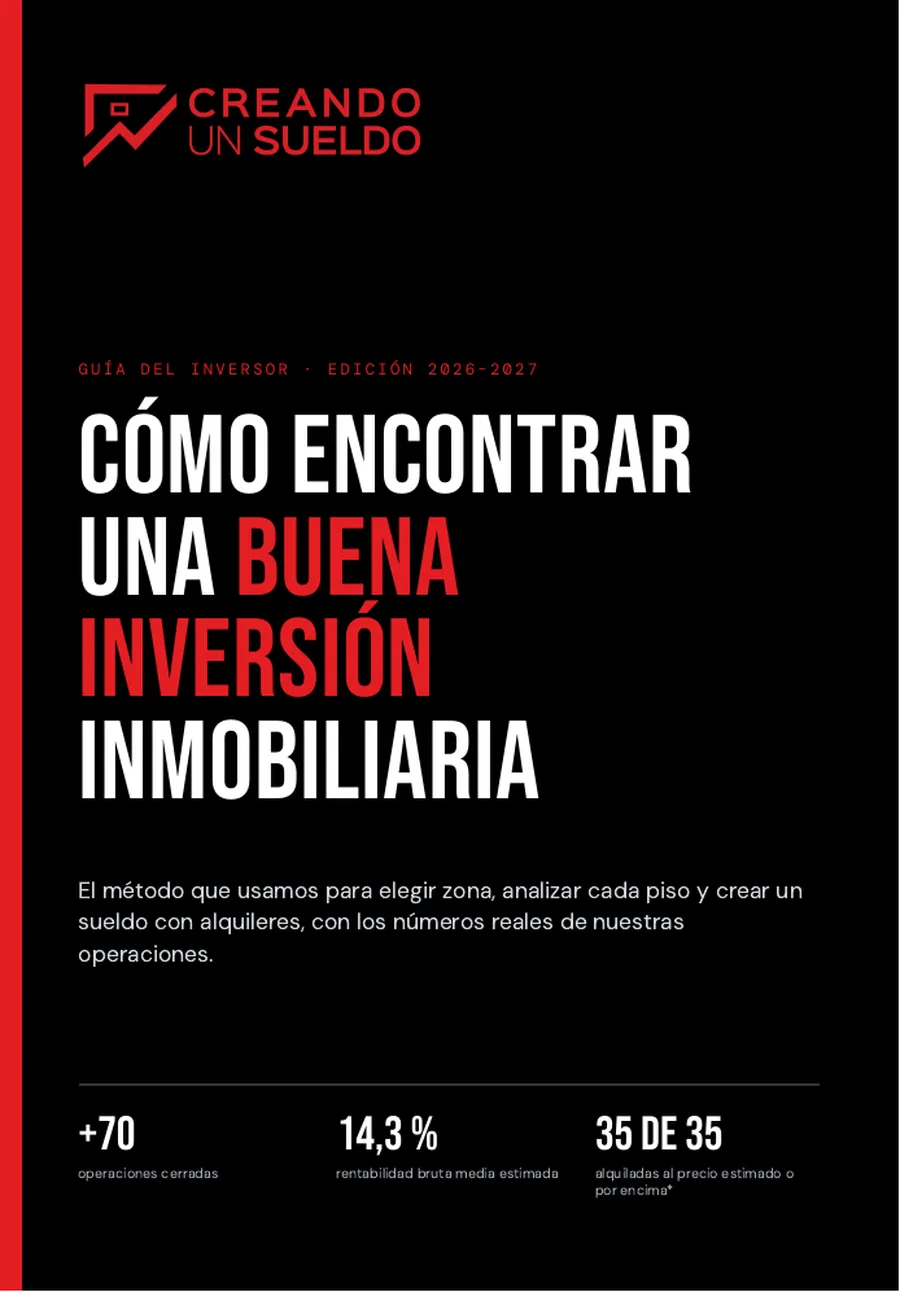 CREANDO
UN SUELDO
GUÍA DEL INVERSOR · EDICIÓN 2026-2027
CÓMO ENCONTRAR
UNA BUENA
INVERSIÓN
INMOBILIARIA
El método que usamos para elegir zona, analizar cada piso y crear un
sueldo con alquileres, con los números reales de nuestras
operaciones.
+70
operaciones cerradas
14,3 %
rentabilidad bruta media estimada
35 DE 35
alquiladas al precio estimado o
por encima*